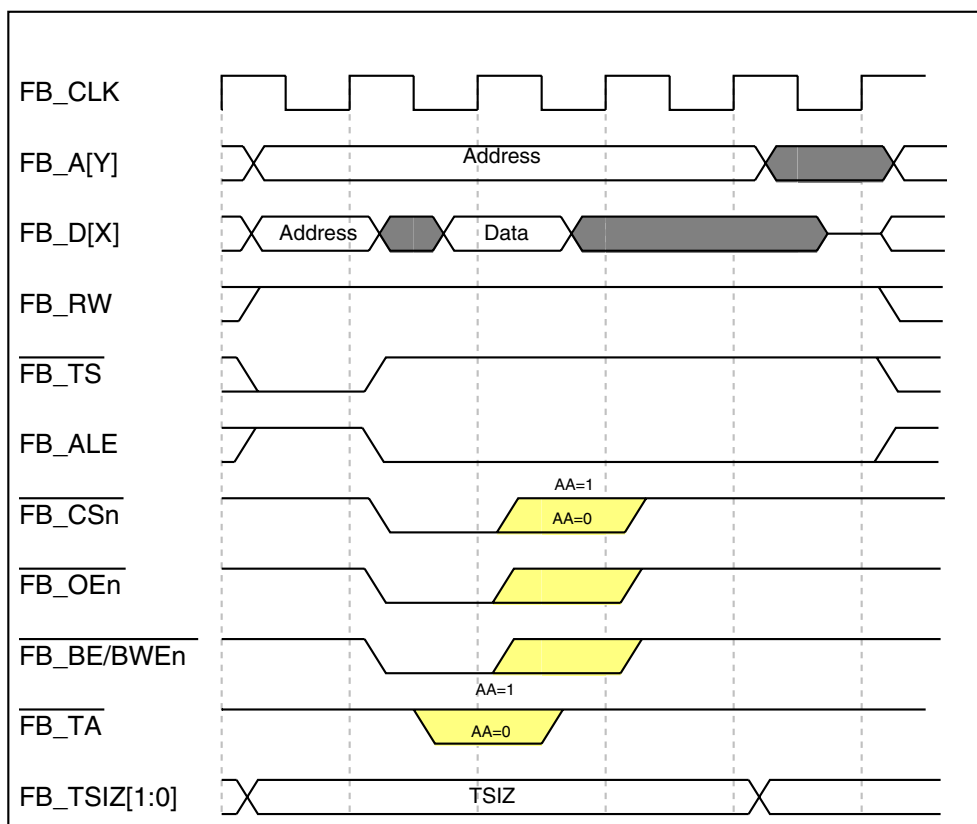 FB_CLK
FB_A[Y]
Address
FB_D[X]
Address
Data
FB_RW
FB_TS
FB_ALE
AA=1
FB_CSn
AA=0
FB_OEn
FB_BE/BWEn
AA=1
FB_TA
AA=0
FB_TSIZ[1:0]
TSIZ